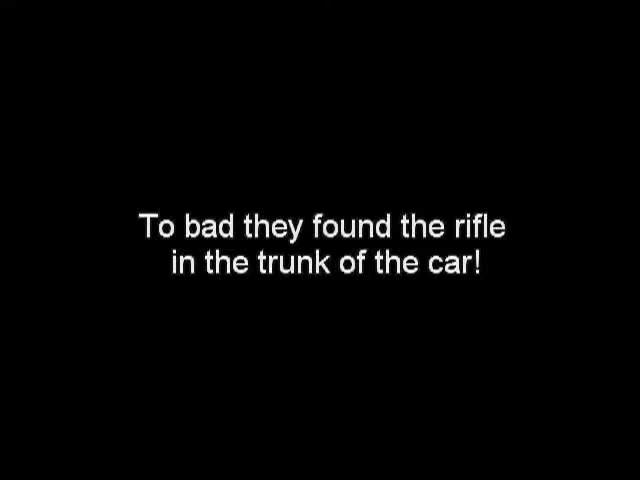 To bad they found the rifle
in the trunk of the car!